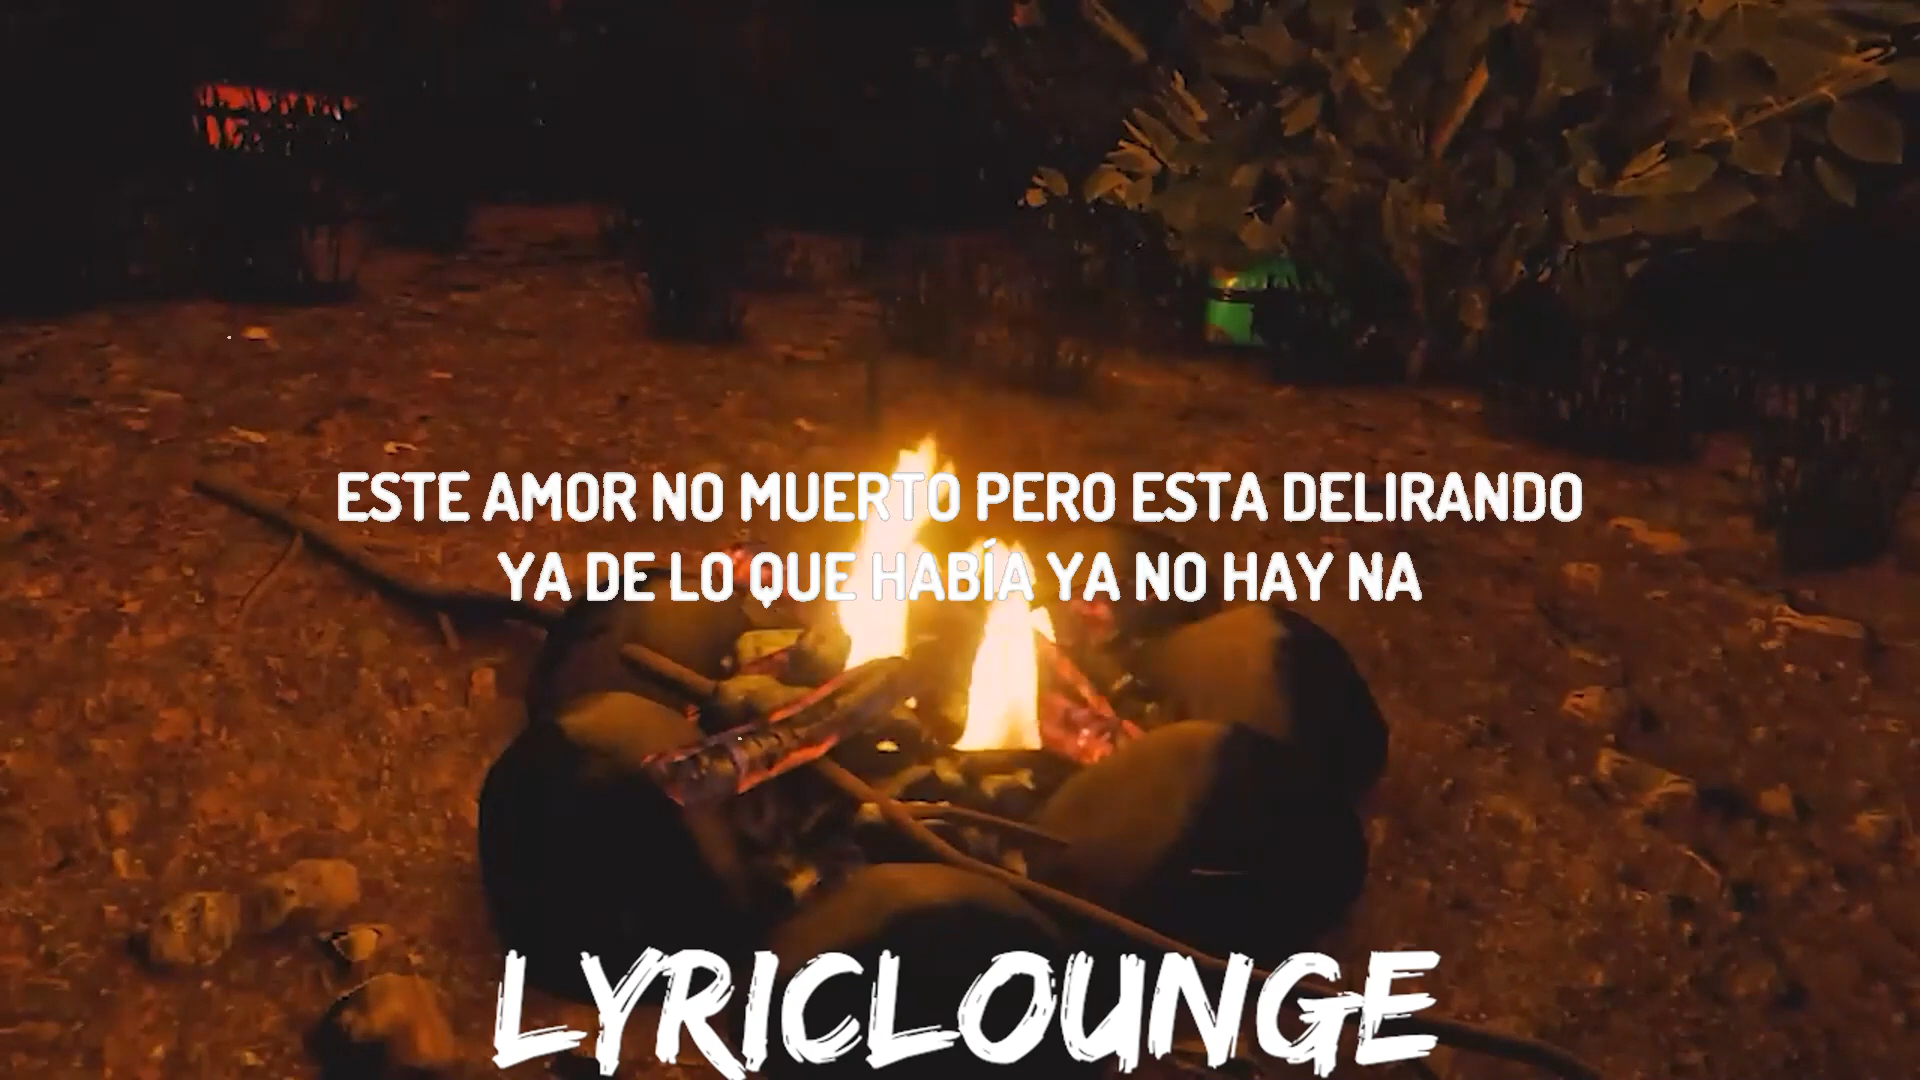 ESTE AMOR NO MUERTO PERO ESTA DELIRANDO
YA DE LO QUE HABÍA YA NO HAY NA
LYRICLOUNGE